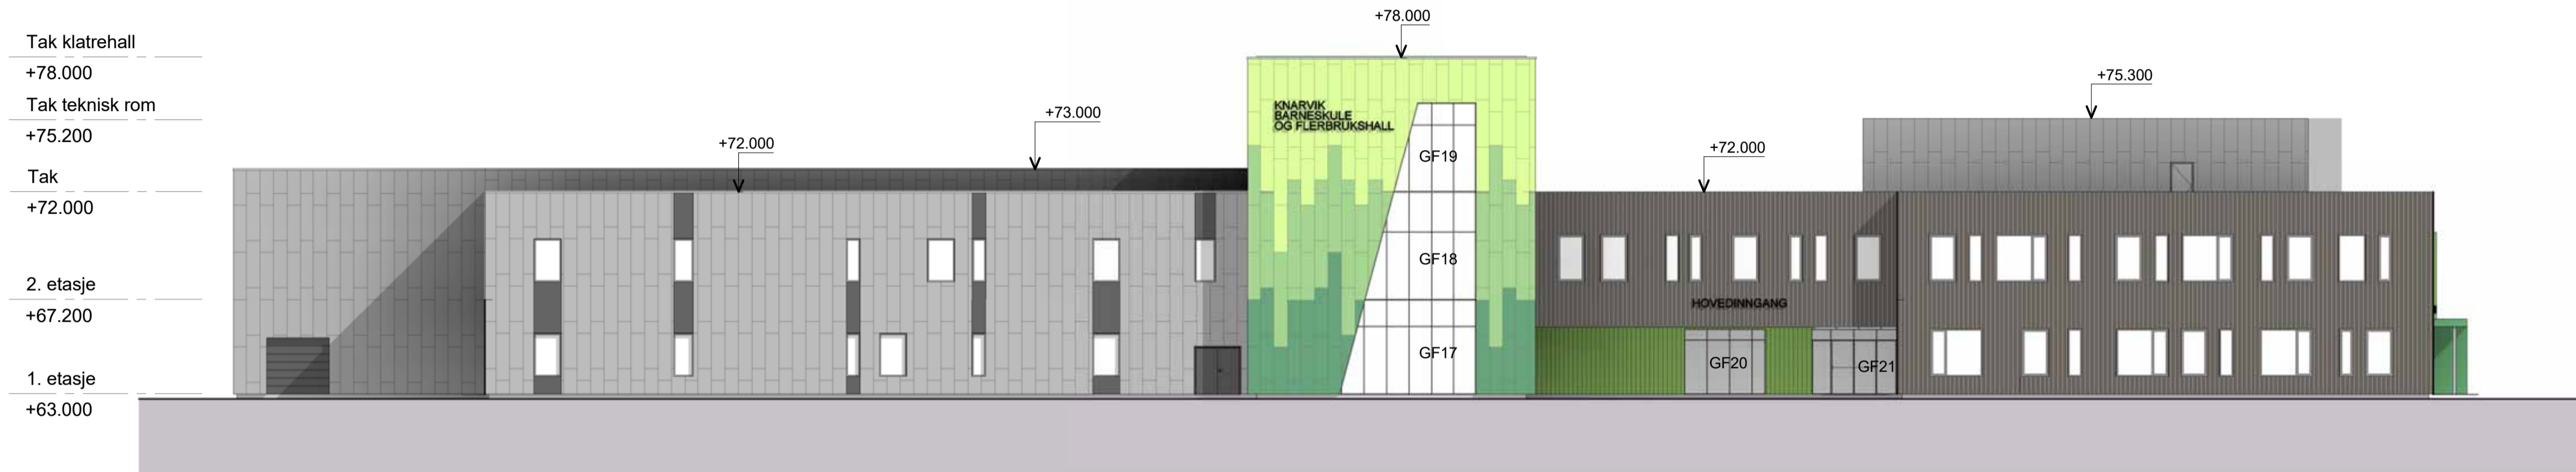 Tak klatrehall
+78.000
Tak teknisk rom
+75.200
Tak
+72.000
2. etasje
+67.200
1. etasje
+63.000
+72.000
+73.000
+78.000
KNARVIK
BARNESKULE
OG FLERBRUKSHALL
GF19
GF18
GF17
+72.000
HOVEDINNGANG
GF20
GF21
+75.300